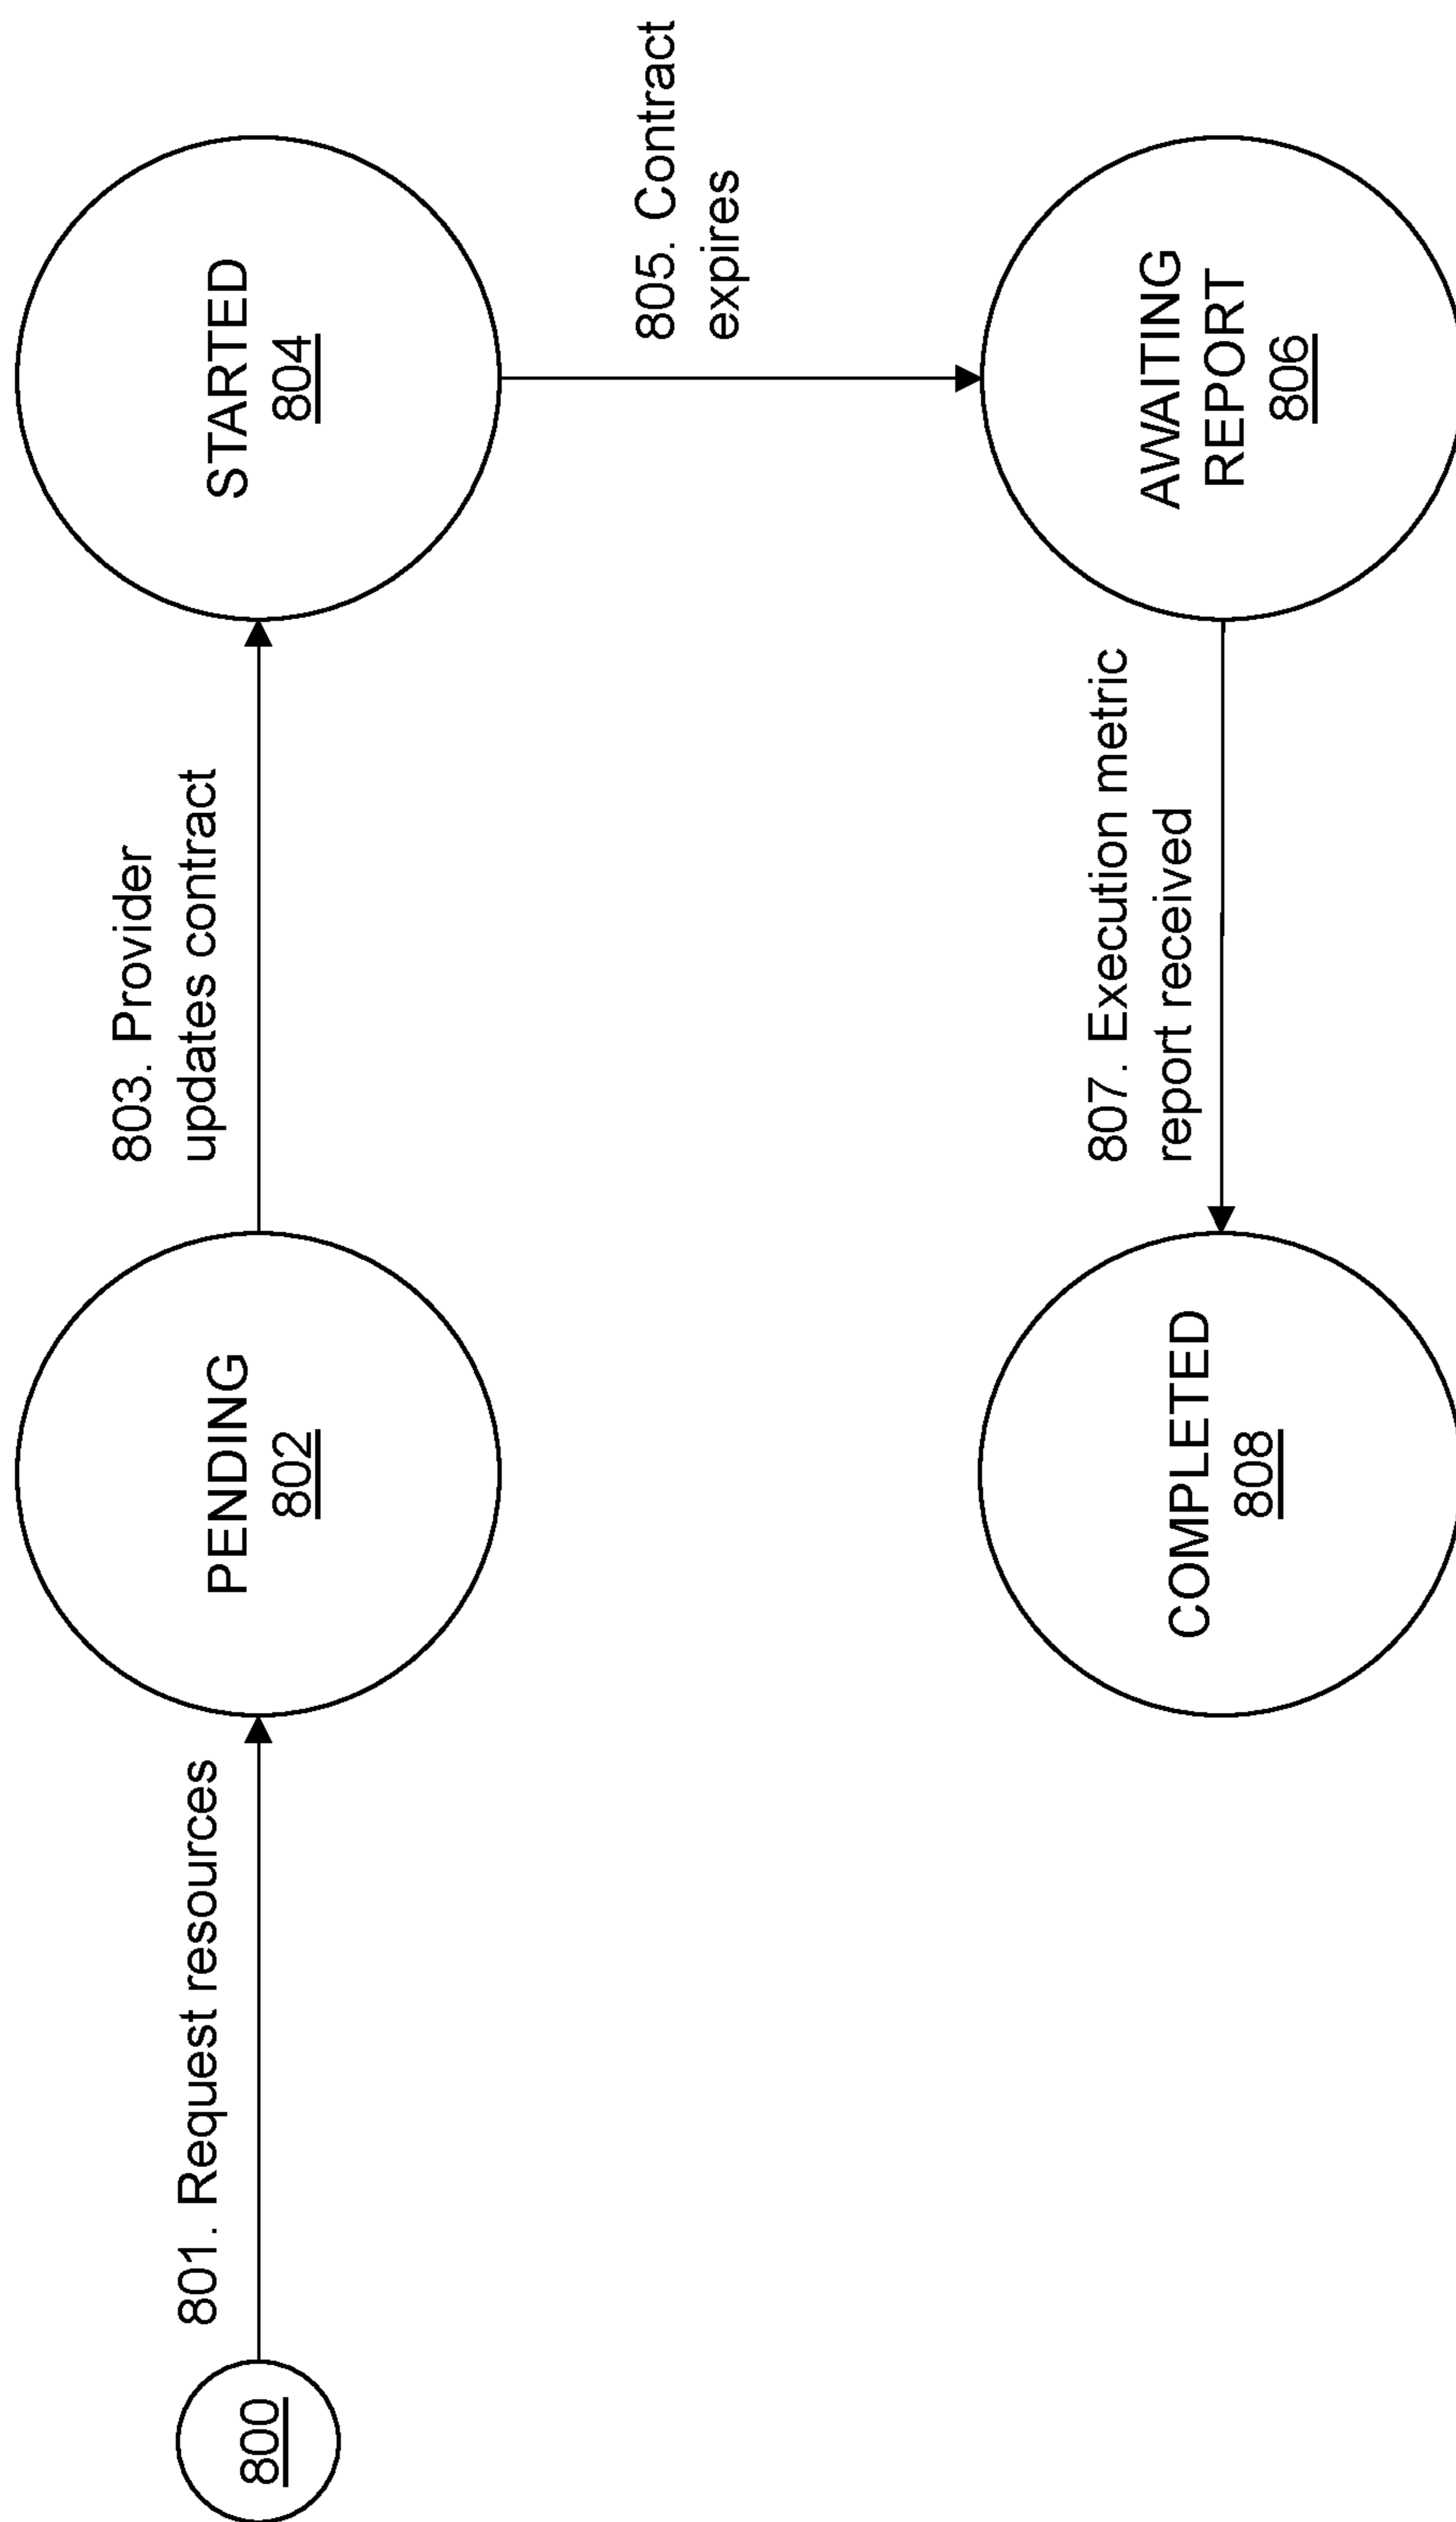 800
801. Request resources
PENDING
802
803. Provider
updates contract
STARTED
804
805. Contract
expires
AWAITING
REPORT
806
807. Execution metric
report received
COMPLETED
808